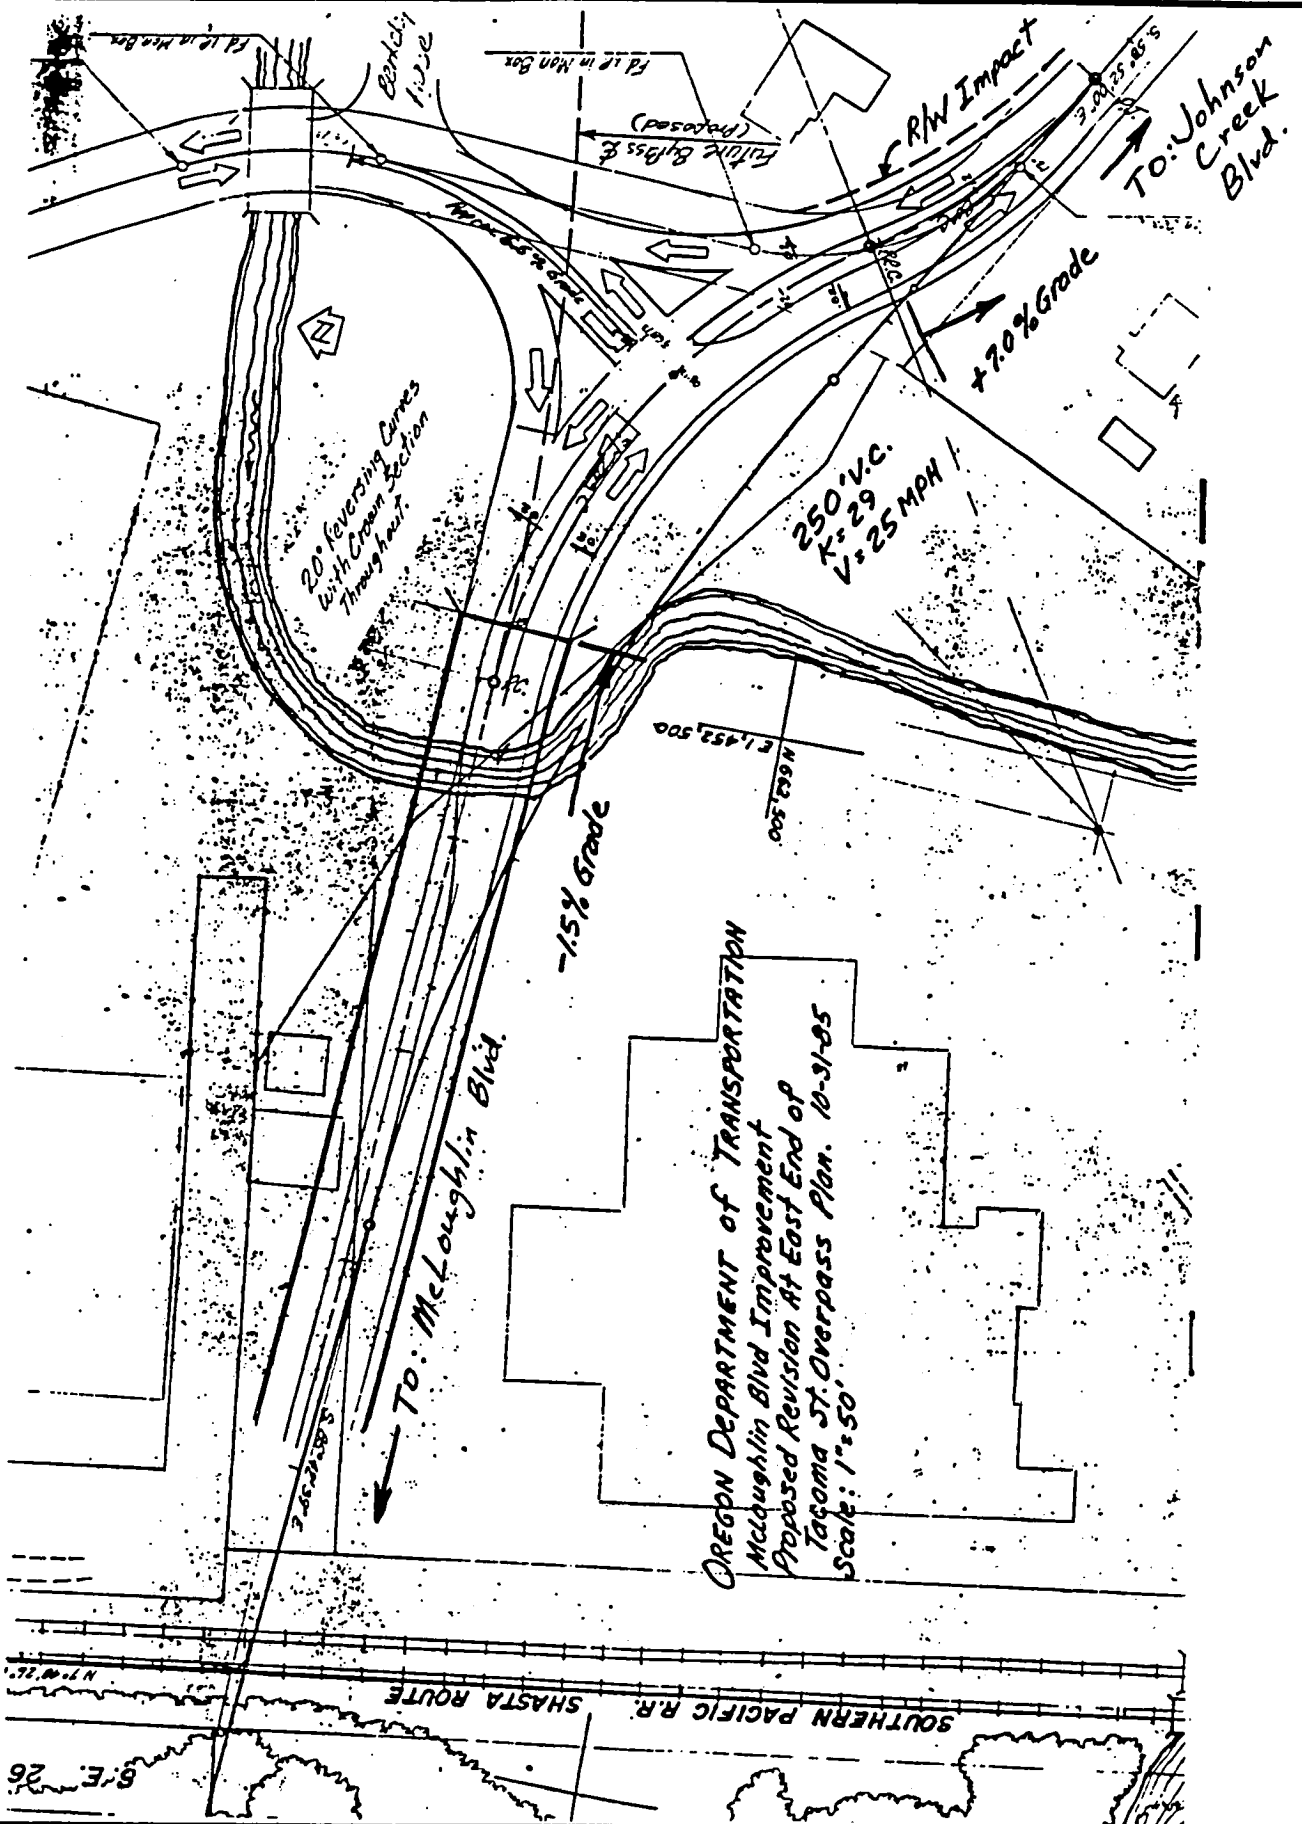 OREGON DEPARTMENT of TRANSPORTATION
McLoughlin Blvd Improvement
Proposed Revision At East End of
Tacoma St. Overpass Plan. 10-31-85
Scale: 1"=50'
TO: McLoughlin Blvd.
-1.5% Grade
20° Reversing Curves
With Crown Section
Throughout.
250' V.C.
K=29
V=25 MPH
+7.0% Grade
R/W Impact
TO: Johnson
Creek
Blvd.
Future ByPass ℄
(Proposed)
Fd I.P. in Mon Box
Fd I.P. in Mon Box
E 1,452,500
N 662,500
SOUTHERN PACIFIC R.R.
SHASTA ROUTE
S.E. 26